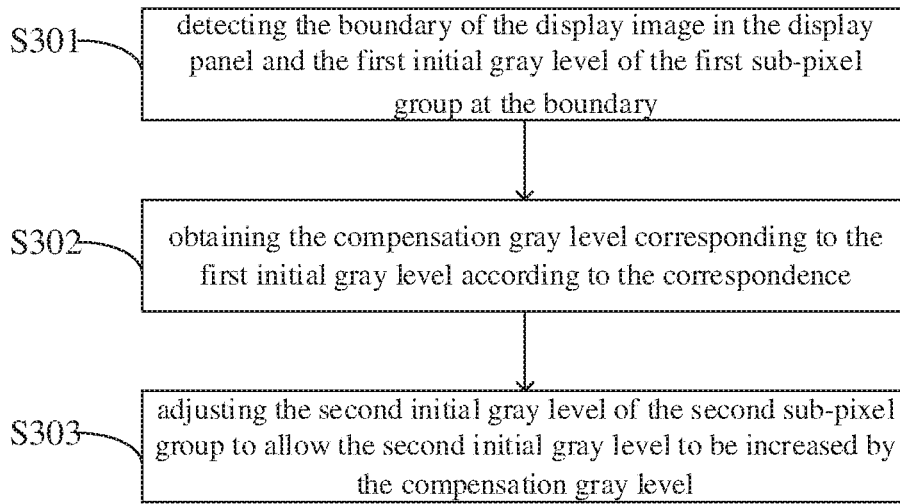 S301
detecting the boundary of the display image in the display
panel and the first initial gray level of the first sub-pixel
group at the boundary
S302
obtaining the compensation gray level corresponding to the
first initial gray level according to the correspondence
S303
adjusting the second initial gray level of the second sub-pixel
group to allow the second initial gray level to be increased by
the compensation gray level